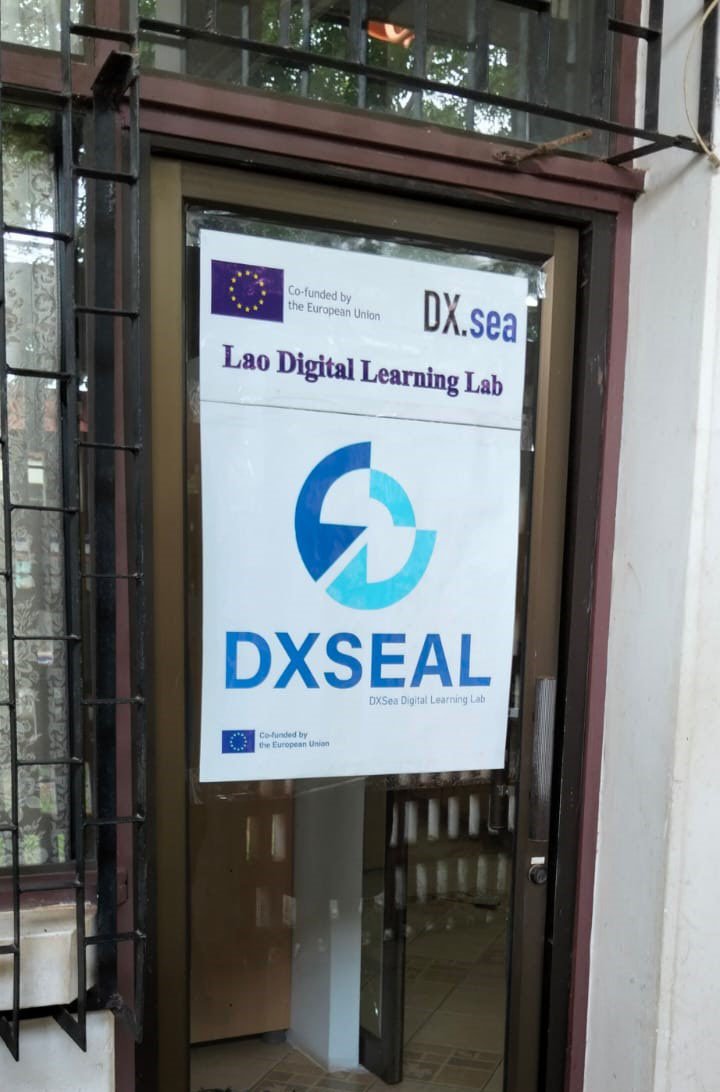 Co-funded by
the European Union
DX.sea
Lao Digital Learning Lab
DXSEAL
DXSea Digital Learning Lab
Co-funded by
the European Union